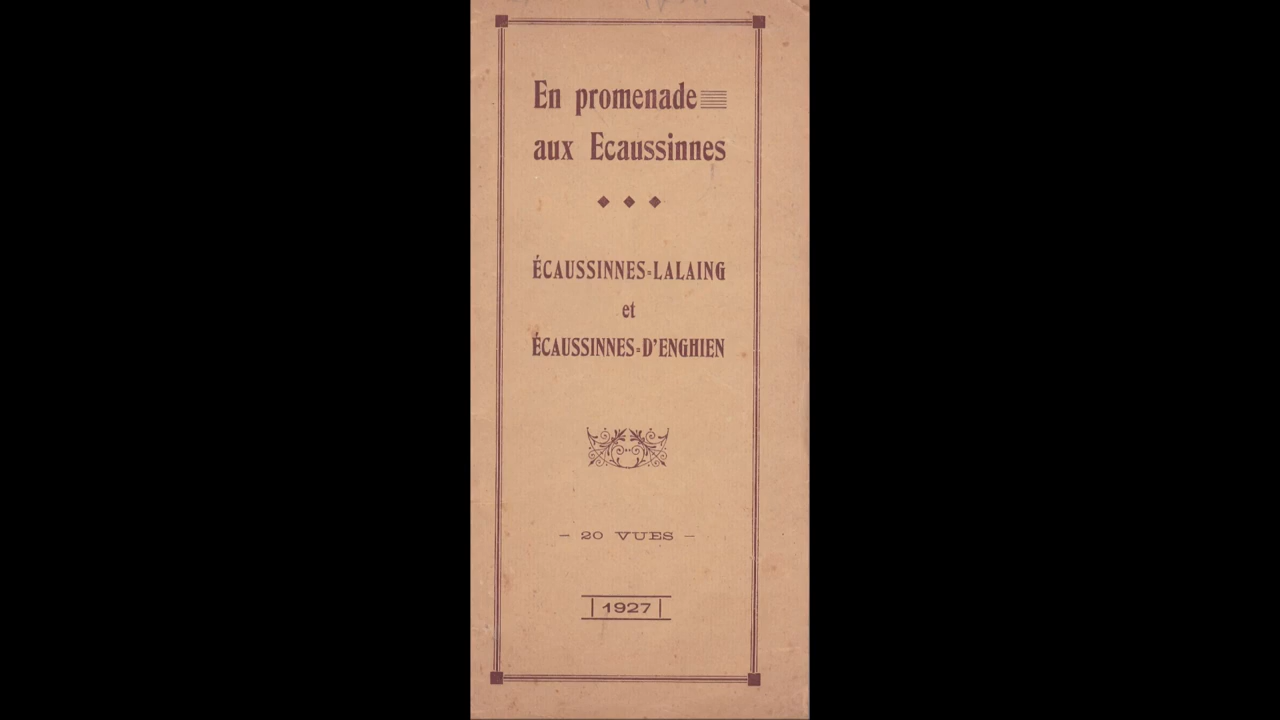 En promenade
aux Ecaussinnes
ÉCAUSSINNES-LALAING
et
ÉCAUSSINNES-D'ENGHIEN
- 20 VUES -
1927